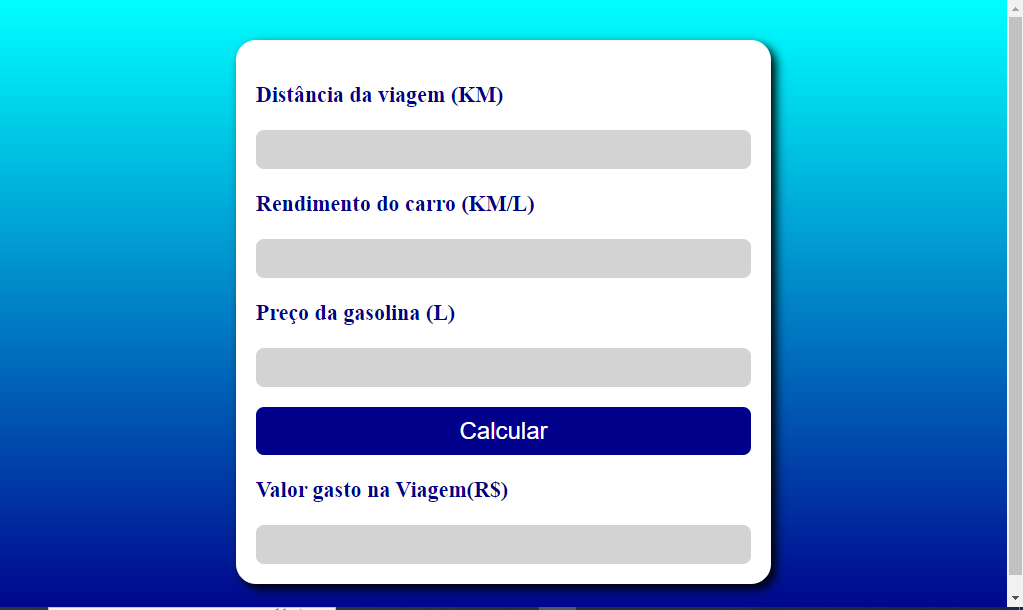 Distância da viagem (KM)
Rendimento do carro (KM/L)
Preço da gasolina (L)
Calcular
Valor gasto na Viagem(R$)